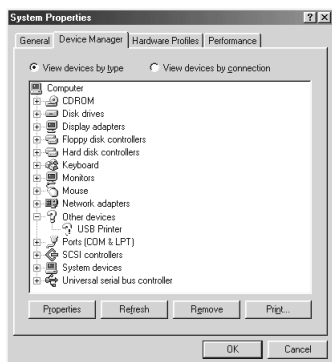 System Properties
General Device Manager Hardware Profiles Performance
View devices by type View devices by connection
Computer
CDROM
Disk drives
Display adapters
Floppy disk controllers
Hard disk controllers
Keyboard
Monitors
Mouse
Network adapters
Other devices
USB Printer
Ports (COM & LPT)
SCSI controllers
System devices
Universal serial bus controller
Properties Refresh Remove Print...
OK Cancel